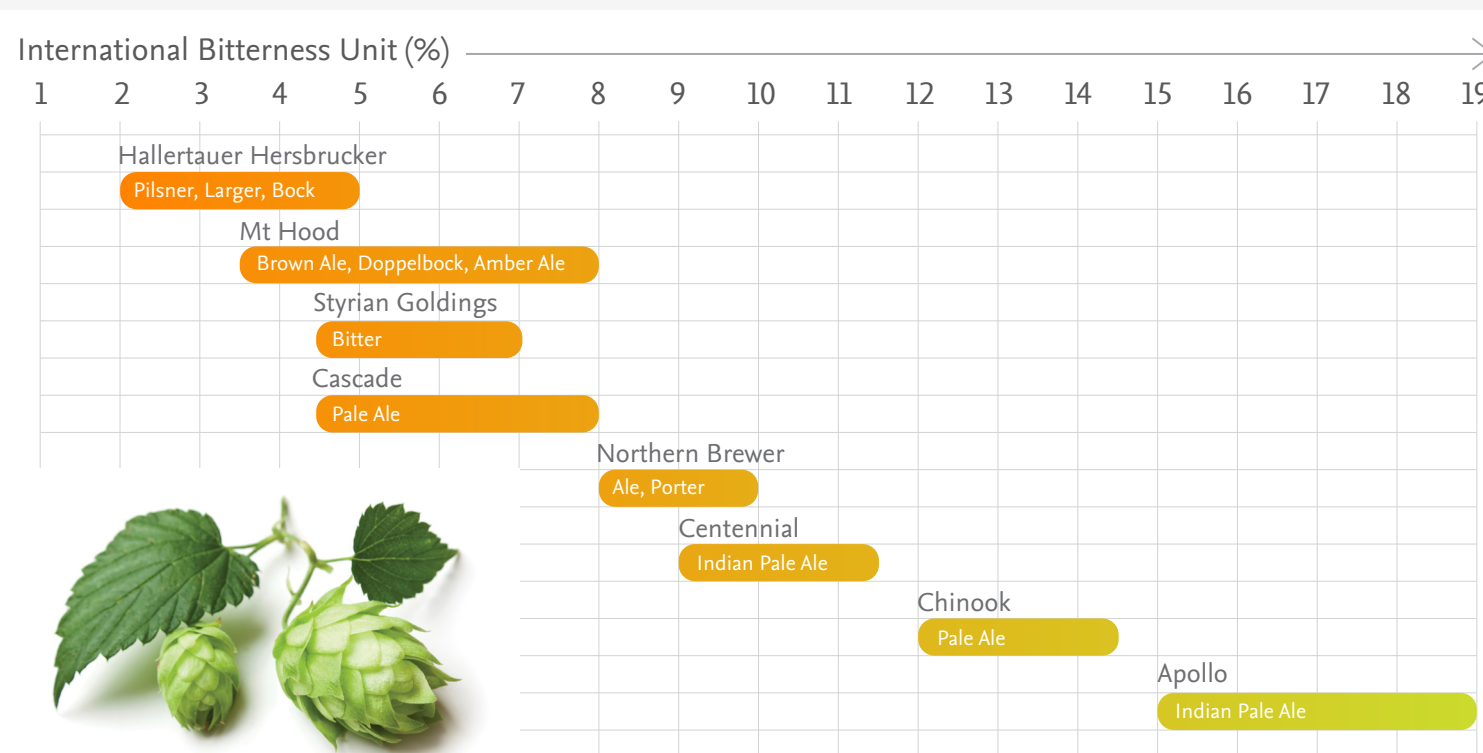 International Bitterness Unit (%)
1 2 3 4 5 6 7 8 9 10 11 12 13 14 15 16 17 18 19
Hallertauer Hersbrucker
Pilsner, Larger, Bock
Mt Hood
Brown Ale, Doppelbock, Amber Ale
Styrian Goldings
Bitter
Cascade
Pale Ale
Northern Brewer
Ale, Porter
Centennial
Indian Pale Ale
Chinook
Pale Ale
Apollo
Indian Pale Ale